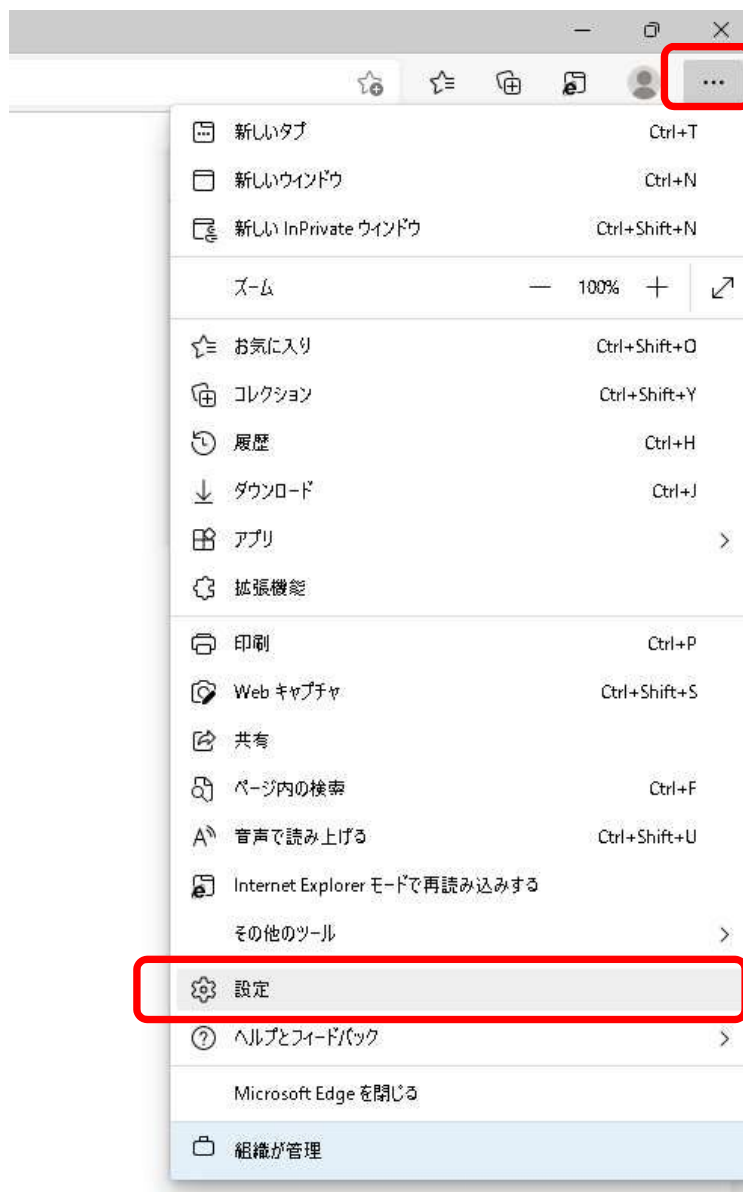 新しいタブ Ctrl+T
新しいウィンドウ Ctrl+N
新しい InPrivate ウィンドウ Ctrl+Shift+N
ズーム 100%
お気に入り Ctrl+Shift+O
コレクション Ctrl+Shift+Y
履歴 Ctrl+H
ダウンロード Ctrl+J
アプリ
拡張機能
印刷 Ctrl+P
Web キャプチャ Ctrl+Shift+S
共有
ページ内の検索 Ctrl+F
音声で読み上げる Ctrl+Shift+U
Internet Explorer モードで再読み込みする
その他のツール
設定
ヘルプとフィードバック
Microsoft Edge を閉じる
組織が管理